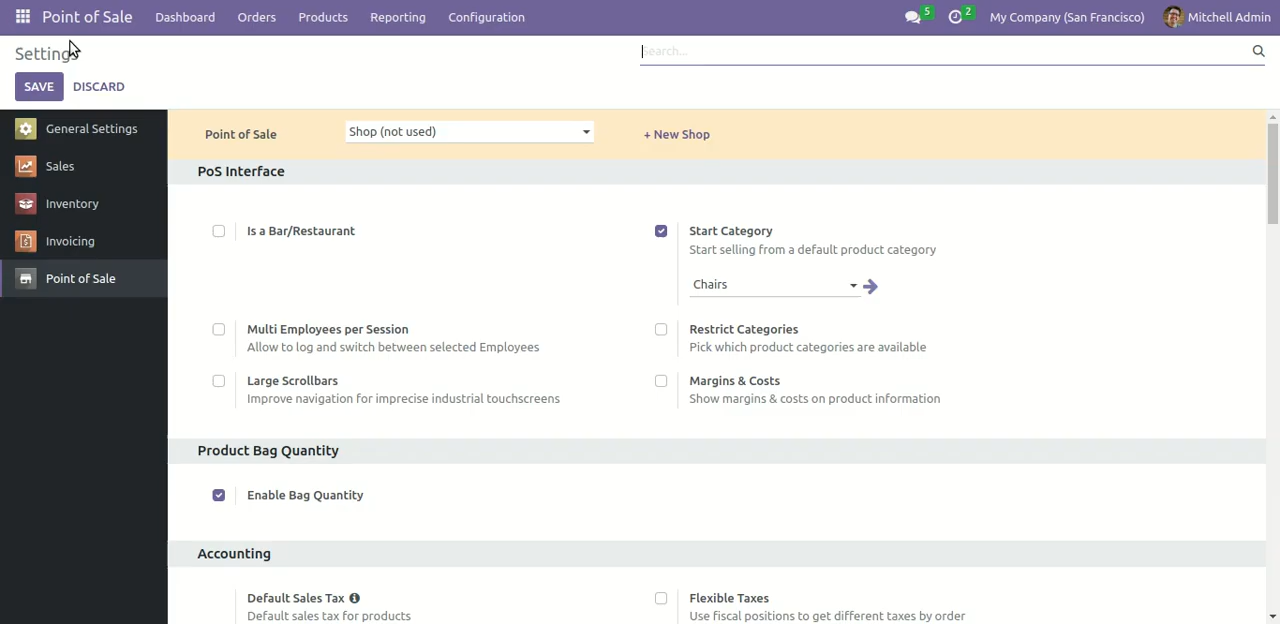 Point of Sale Dashboard Orders Products Reporting Configuration 5 2 My Company (San Francisco) Mitchell Admin
Settings Search...
SAVE DISCARD
General Settings
Sales
Inventory
Invoicing
Point of Sale
Point of Sale Shop (not used) + New Shop
PoS Interface
Is a Bar/Restaurant
Start Category
Start selling from a default product category
Chairs
Multi Employees per Session
Allow to log and switch between selected Employees
Restrict Categories
Pick which product categories are available
Large Scrollbars
Improve navigation for imprecise industrial touchscreens
Margins & Costs
Show margins & costs on product information
Product Bag Quantity
Enable Bag Quantity
Accounting
Default Sales Tax
Default sales tax for products
Flexible Taxes
Use fiscal positions to get different taxes by order